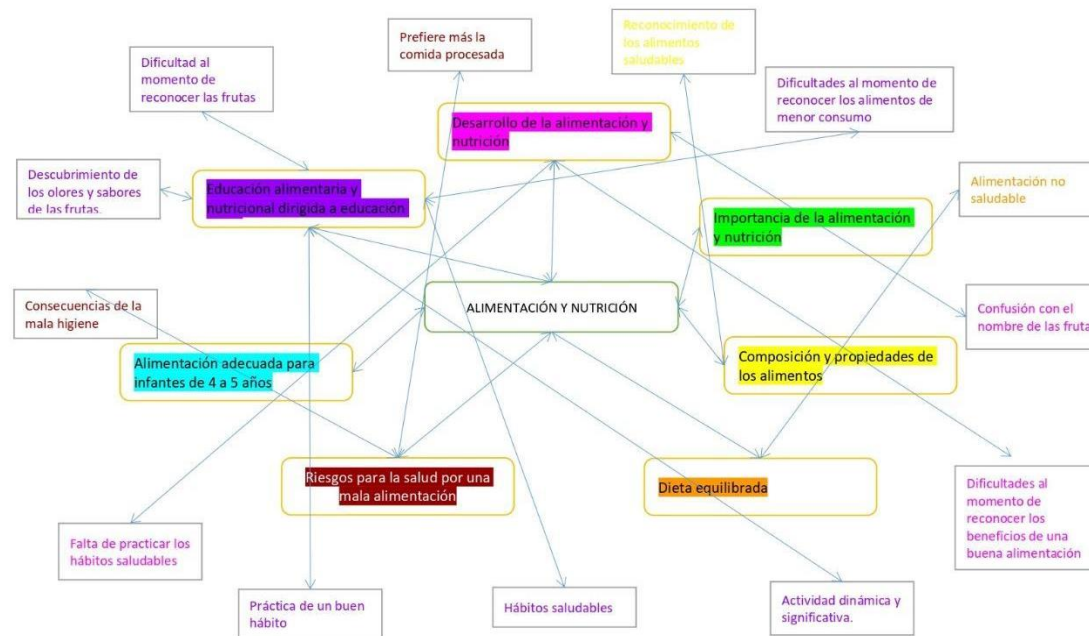 Prefiere más la
comida procesada
Reconocimiento de
los alimentos
saludables
Dificultad al
momento de
reconocer las frutas
Dificultades al momento de
reconocer los alimentos de
menor consumo
Desarrollo de la alimentación y
nutrición
Descubrimiento de
los olores y sabores
de las frutas.
Educación alimentaria y
nutricional dirigida a educación
Alimentación no
saludable
Importancia de la alimentación
y nutrición
ALIMENTACIÓN Y NUTRICIÓN
Consecuencias de la
mala higiene
Confusión con el
nombre de las fruta
Alimentación adecuada para
infantes de 4 a 5 años
Composición y propiedades de
los alimentos
Riesgos para la salud por una
mala alimentación
Dieta equilibrada
Falta de practicar los
hábitos saludables
Dificultades al
momento de
reconocer los
beneficios de una
buena alimentación
Práctica de un buen
hábito
Hábitos saludables
Actividad dinámica y
significativa.